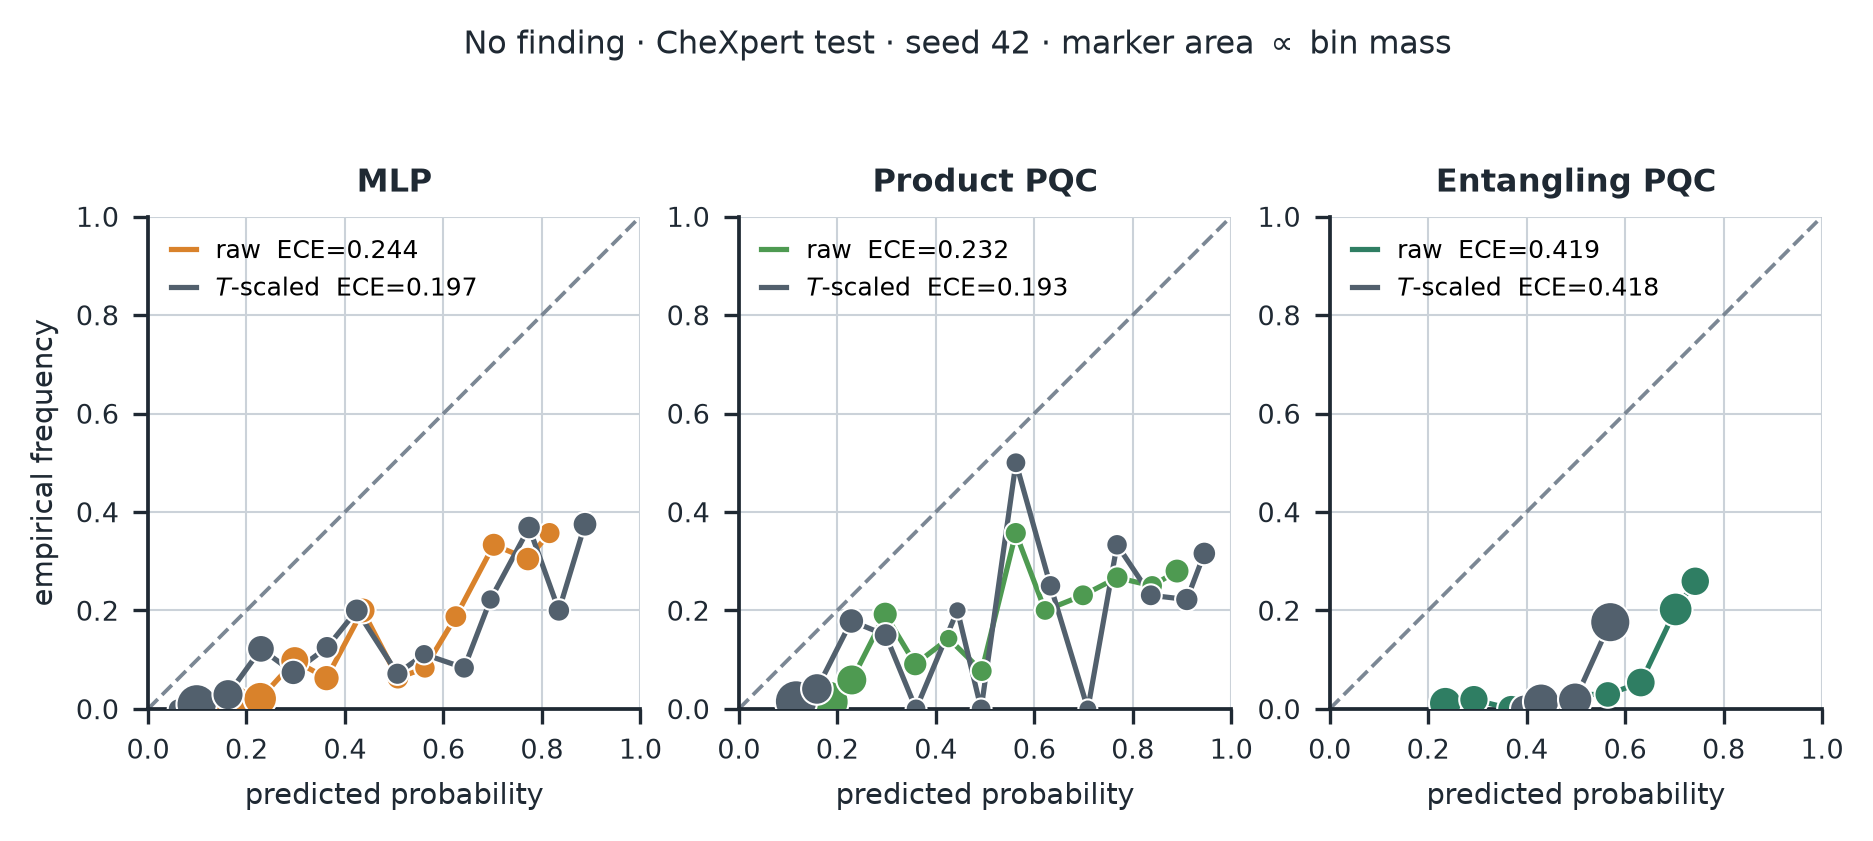 No finding · CheXpert test · seed 42 · marker area ∝ bin mass
MLP
raw ECE=0.244
T-scaled ECE=0.197
1.0
0.8
0.6
0.4
0.2
0.0
empirical frequency
0.0 0.2 0.4 0.6 0.8 1.0
predicted probability
Product PQC
raw ECE=0.232
T-scaled ECE=0.193
1.0
0.8
0.6
0.4
0.2
0.0
0.0 0.2 0.4 0.6 0.8 1.0
predicted probability
Entangling PQC
raw ECE=0.419
T-scaled ECE=0.418
1.0
0.8
0.6
0.4
0.2
0.0
0.0 0.2 0.4 0.6 0.8 1.0
predicted probability